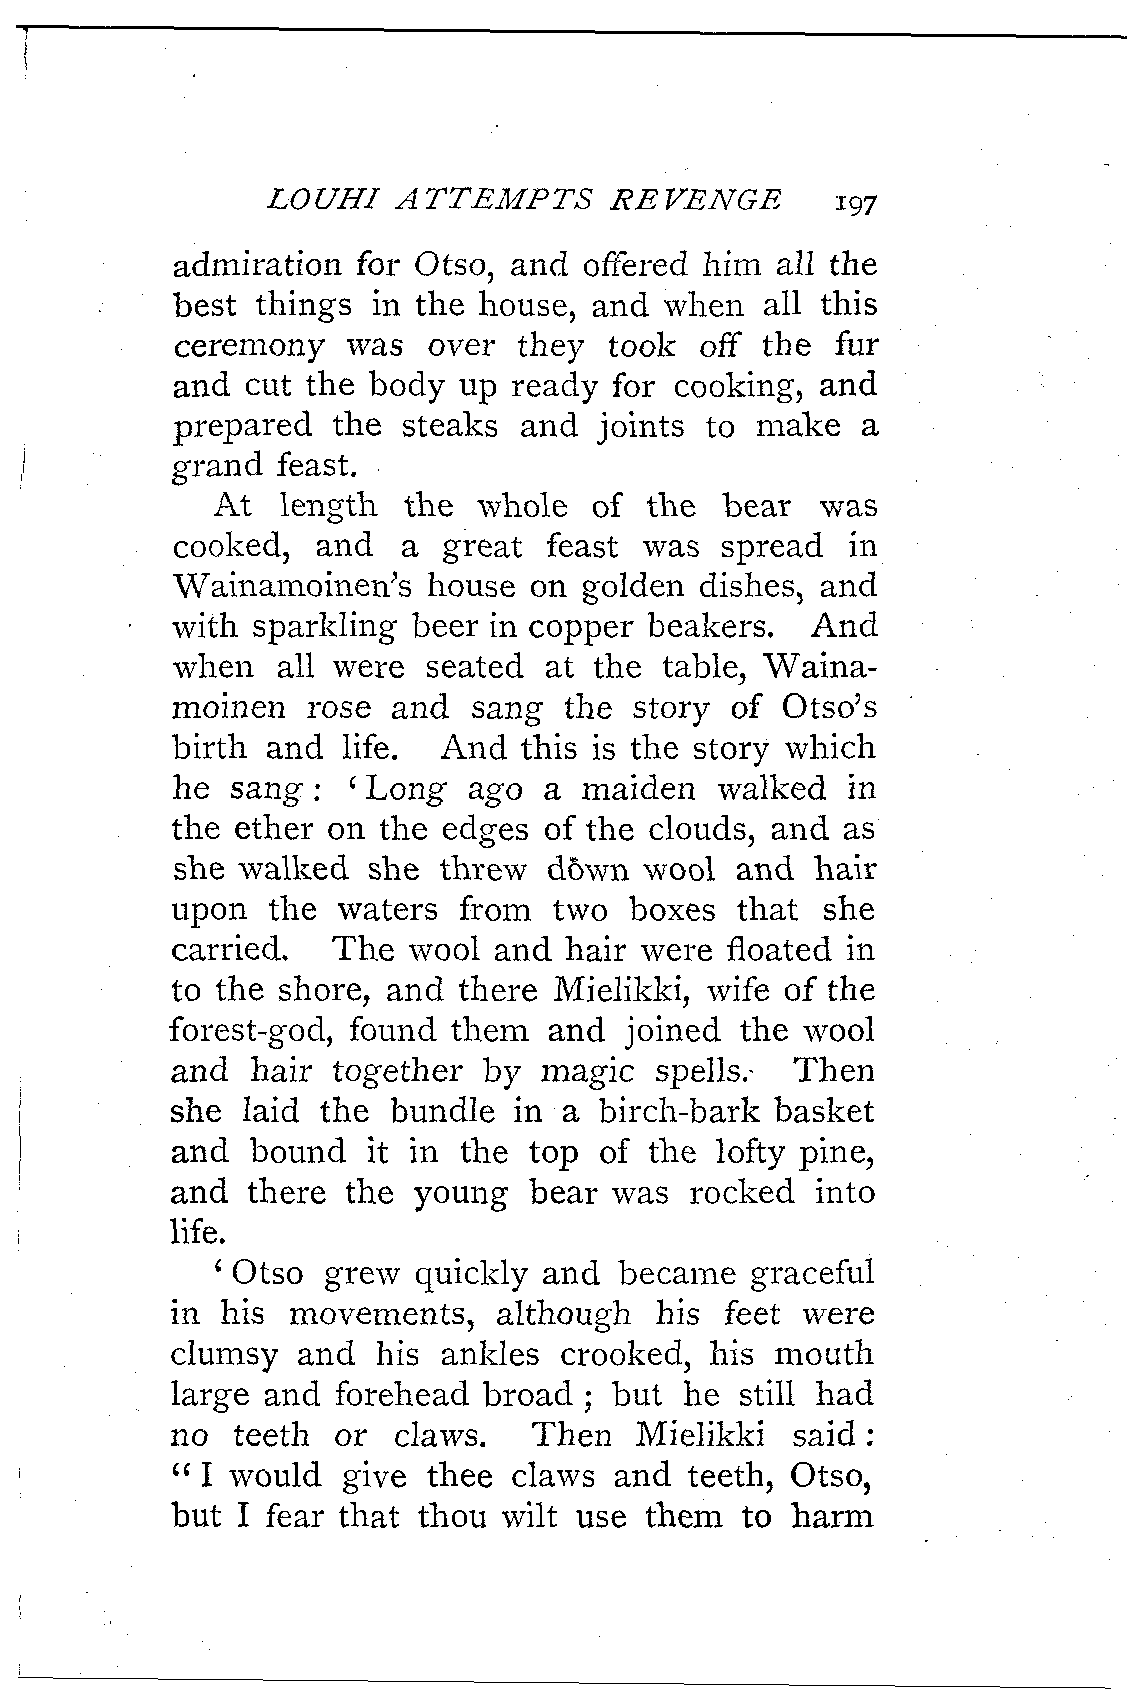 LOUHI ATTEMPTS REVENGE 197
admiration for Otso, and offered him all the
best things in the house, and when all this
ceremony was over they took off the fur
and cut the body up ready for cooking, and
prepared the steaks and joints to make a
grand feast.
At length the whole of the bear was
cooked, and a great feast was spread in
Wainamoinen's house on golden dishes, and
with sparkling beer in copper beakers. And
when all were seated at the table, Waina-
moinen rose and sang the story of Otso's
birth and life. And this is the story which
he sang: ‘Long ago a maiden walked in
the ether on the edges of the clouds, and as
she walked she threw down wool and hair
upon the waters from two boxes that she
carried. The wool and hair were floated in
to the shore, and there Mielikki, wife of the
forest-god, found them and joined the wool
and hair together by magic spells. Then
she laid the bundle in a birch-bark basket
and bound it in the top of the lofty pine,
and there the young bear was rocked into
life.
‘Otso grew quickly and became graceful
in his movements, although his feet were
clumsy and his ankles crooked, his mouth
large and forehead broad; but he still had
no teeth or claws. Then Mielikki said:
“I would give thee claws and teeth, Otso,
but I fear that thou wilt use them to harm